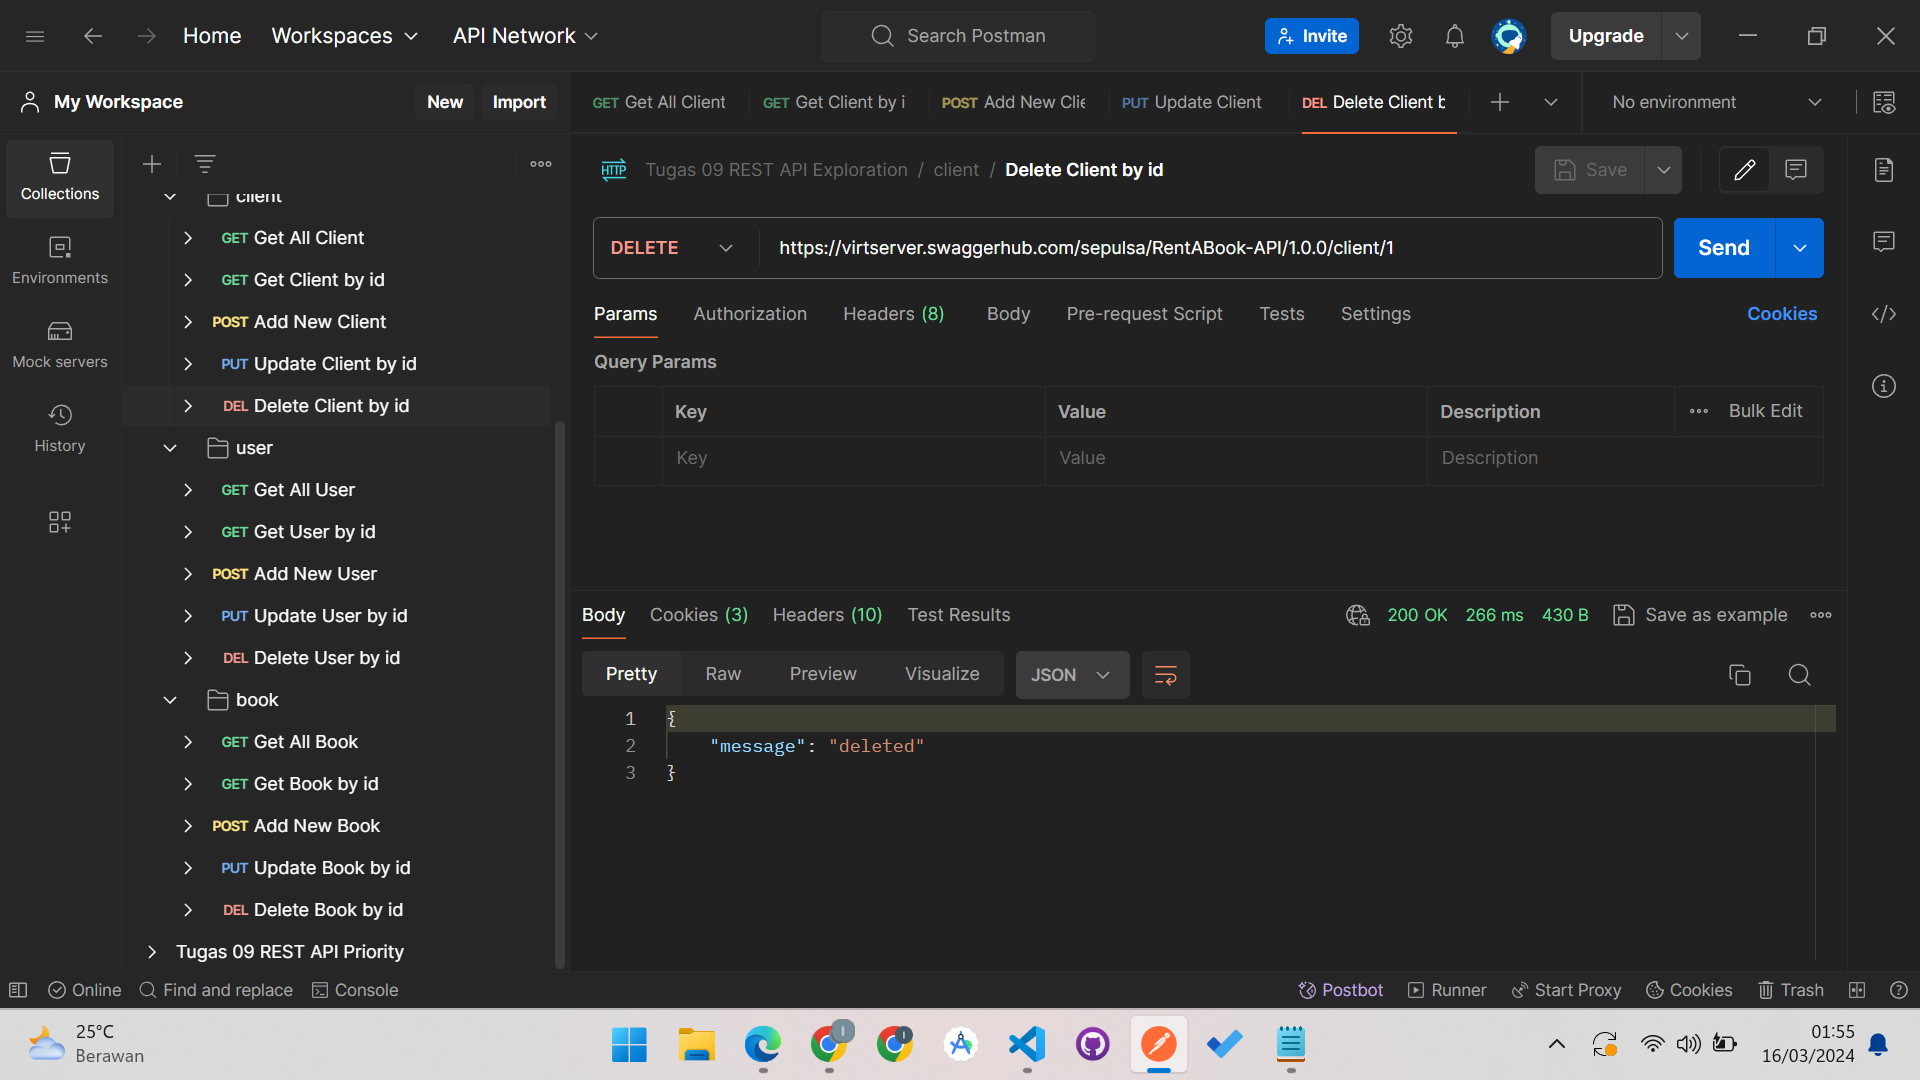 Home Workspaces API Network Search Postman Invite Upgrade
My Workspace New Import
GET Get All Client GET Get Client by i POST Add New Clie PUT Update Client DEL Delete Client b No environment
Collections
Environments
Mock servers
History
client
GET Get All Client
GET Get Client by id
POST Add New Client
PUT Update Client by id
DEL Delete Client by id
user
GET Get All User
GET Get User by id
POST Add New User
PUT Update User by id
DEL Delete User by id
book
GET Get All Book
GET Get Book by id
POST Add New Book
PUT Update Book by id
DEL Delete Book by id
Tugas 09 REST API Priority
HTTP Tugas 09 REST API Exploration / client / Delete Client by id Save
DELETE https://virtserver.swaggerhub.com/sepulsa/RentABook-API/1.0.0/client/1 Send
Params Authorization Headers (8) Body Pre-request Script Tests Settings Cookies
Query Params
Key Value Description Bulk Edit
Key Value Description
Body Cookies (3) Headers (10) Test Results 200 OK 266 ms 430 B Save as example
Pretty Raw Preview Visualize JSON
1 {
2 "message": "deleted"
3 }
Online Find and replace Console Postbot Runner Start Proxy Cookies Trash
25°C
Berawan
01:55
16/03/2024